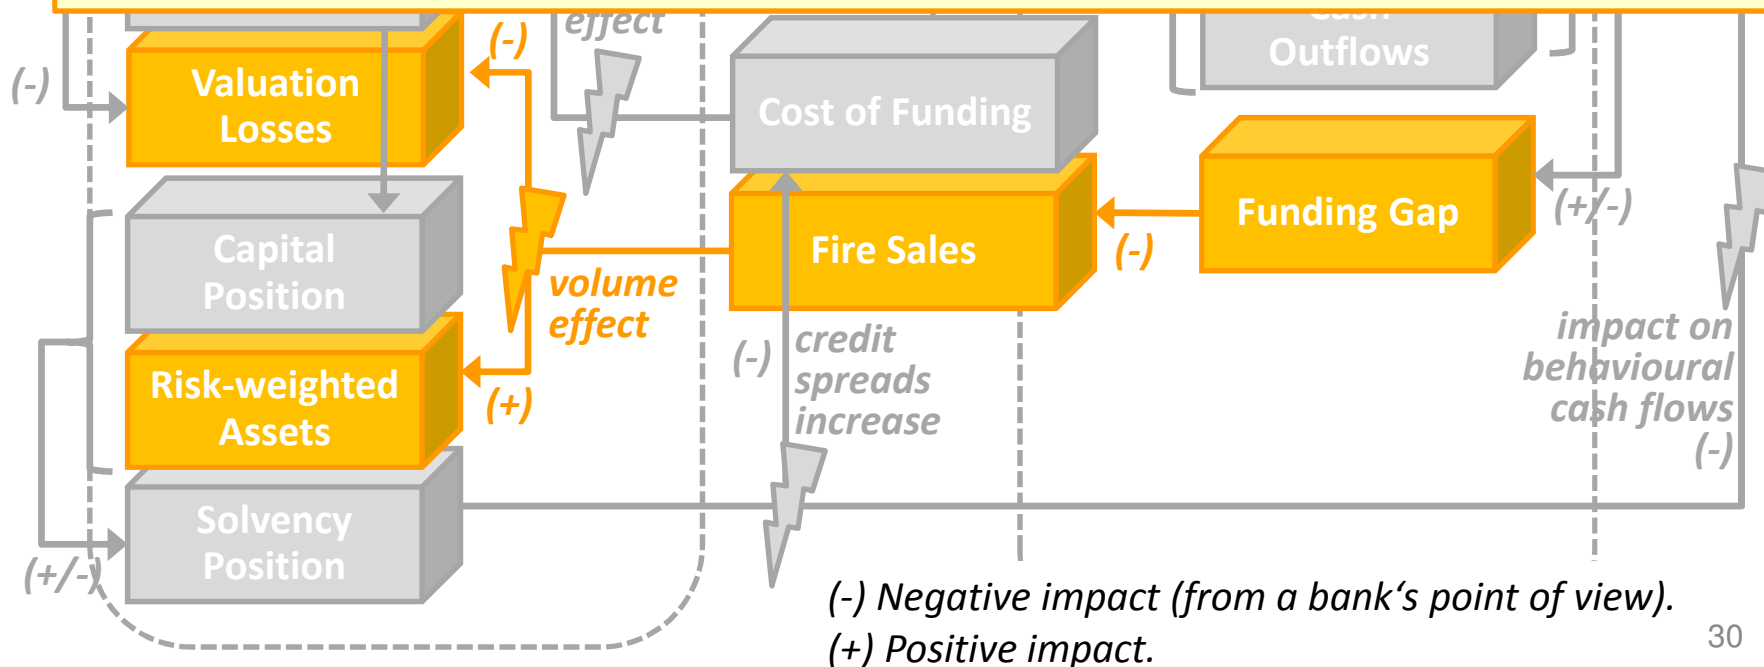 effect
(-)
Cash
Outflows
(-)
Valuation
Losses
Cost of Funding
Capital
Position
volume
effect
Fire Sales
(-)
Funding Gap
(+/-)
Risk-weighted
Assets
(+)
(-)
credit
spreads
increase
impact on
behavioural
cash flows
(-)
Solvency
Position
(+/-)
(-) Negative impact (from a bank‘s point of view).
(+) Positive impact.
30